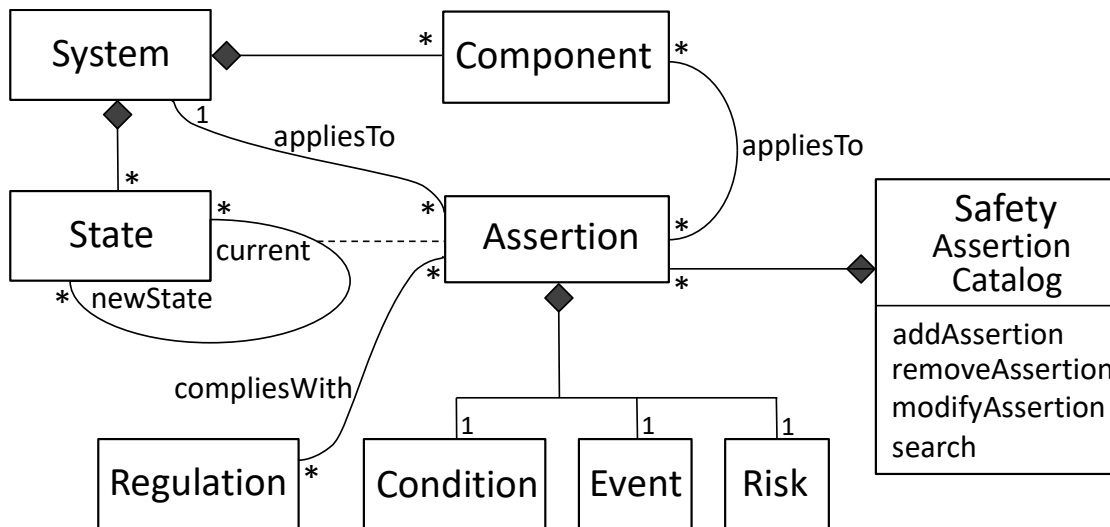 System
*
Component
*
1
appliesTo
appliesTo
*
*
State
*
current
*
newState
Assertion
*
*
*
Safety
Assertion
Catalog
addAssertion
removeAssertion
modifyAssertion
search
compliesWith
*
Regulation
1
Condition
1
Event
1
Risk